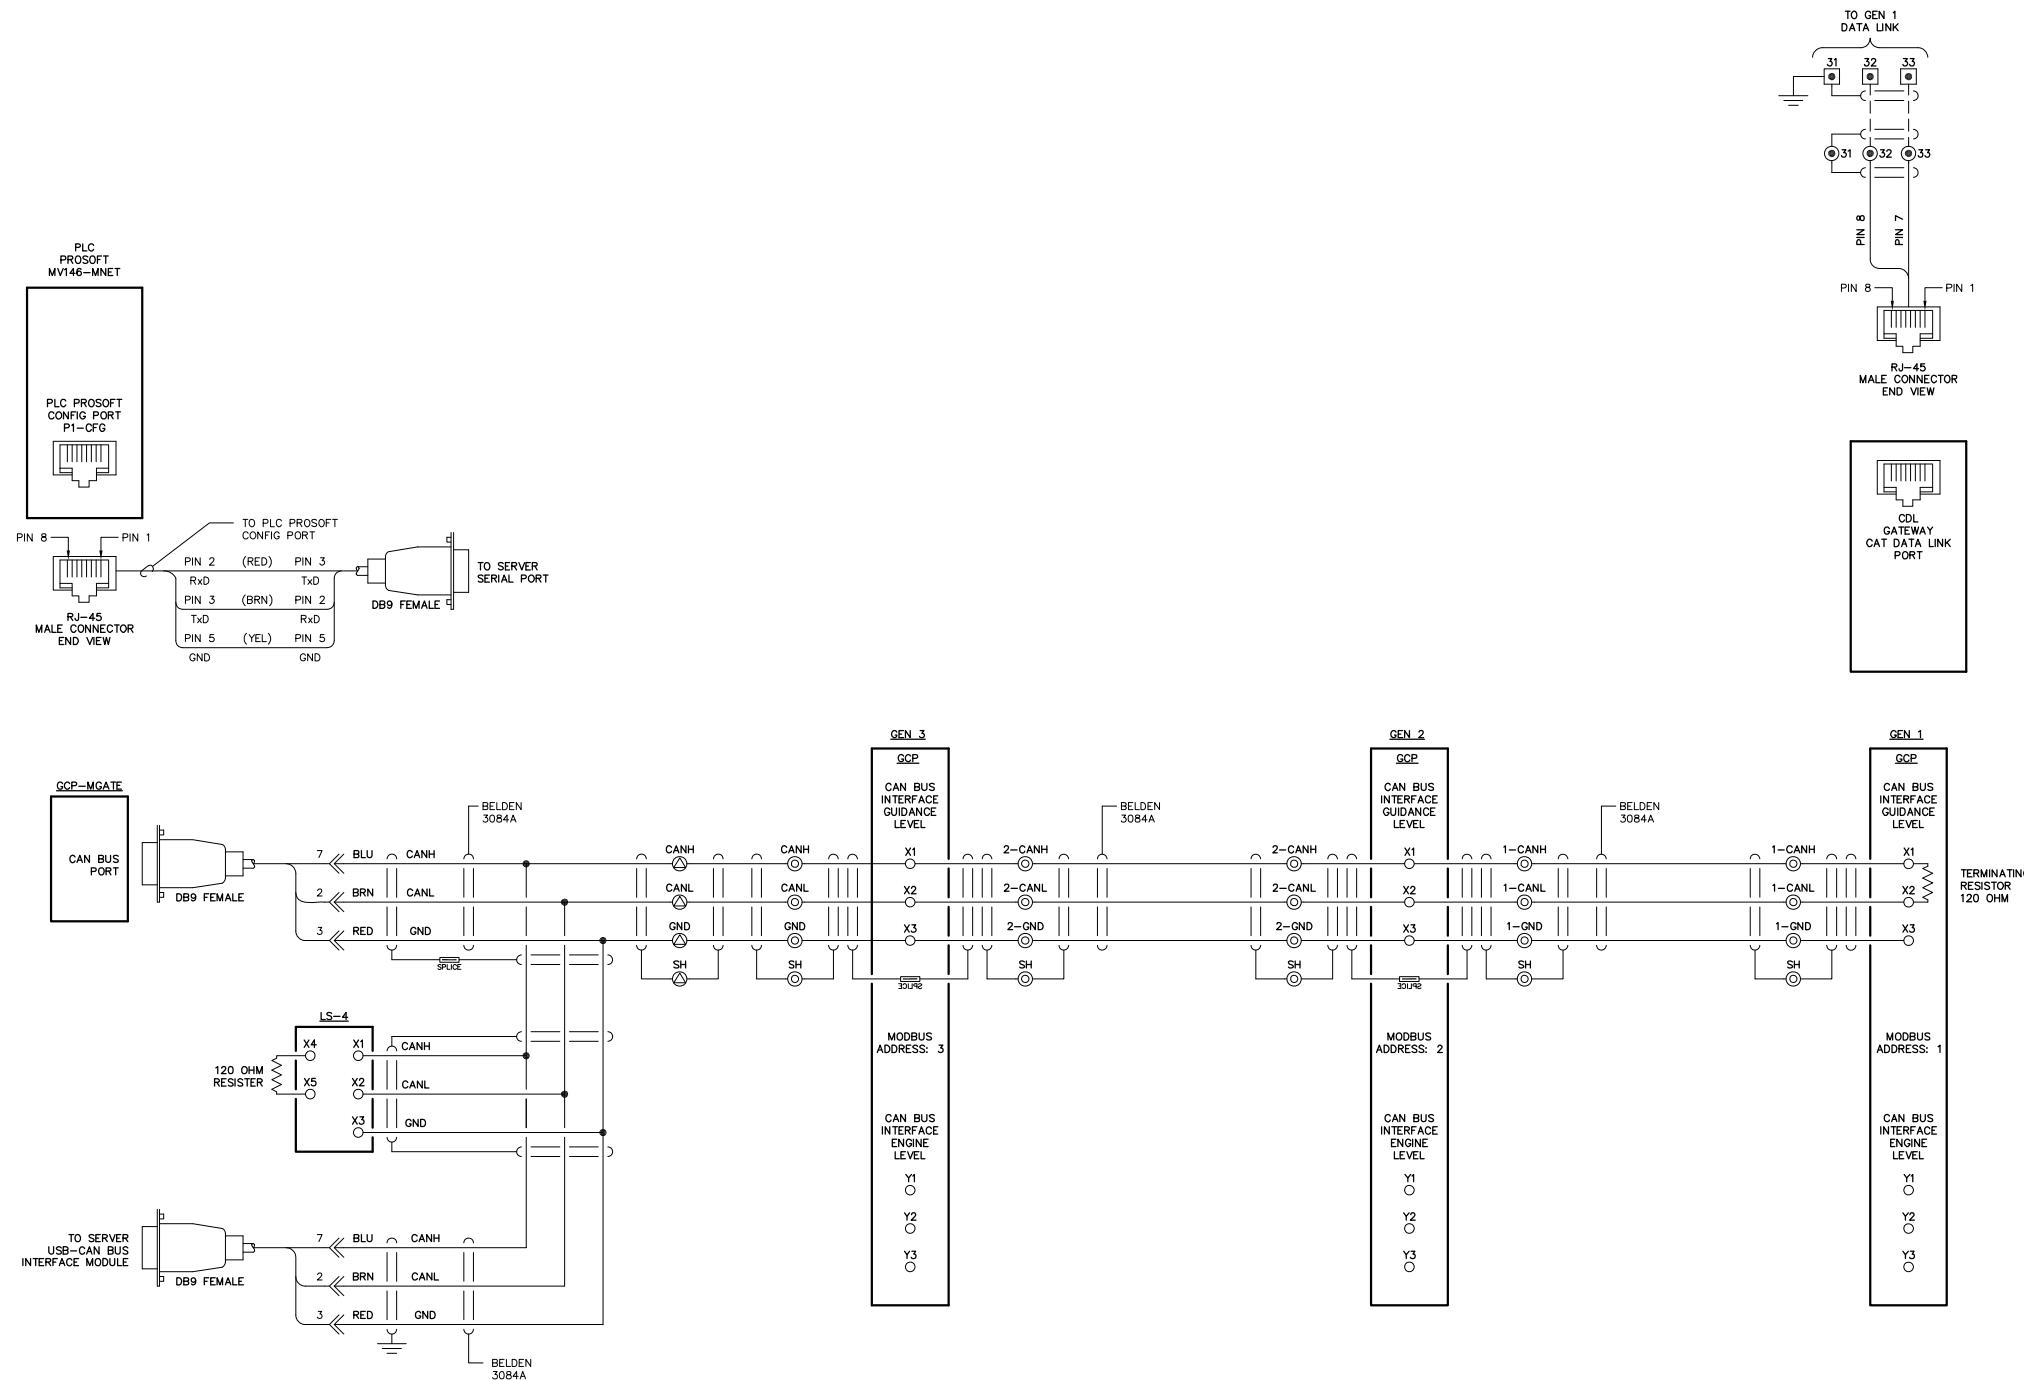 TO GEN 1
DATA LINK
31 32 33
31 32 33
PIN 8
PIN 7
PIN 8
PIN 1
RJ-45
MALE CONNECTOR
END VIEW
CDL
GATEWAY
CAT DATA LINK
PORT
PLC
PROSOFT
MV146-MNET
PLC PROSOFT
CONFIG PORT
P1-CFG
PIN 8
PIN 1
RJ-45
MALE CONNECTOR
END VIEW
TO PLC PROSOFT
CONFIG PORT
PIN 2 (RED) PIN 3
RxD TxD
PIN 3 (BRN) PIN 2
TxD RxD
PIN 5 (YEL) PIN 5
GND GND
DB9 FEMALE
TO SERVER
SERIAL PORT
GCP-MGATE
CAN BUS
PORT
DB9 FEMALE
7 BLU CANH
2 BRN CANL
3 RED GND
BELDEN
3084A
SPLICE
CANH
CANL
GND
SH
CANH
CANL
GND
SH
GEN 3
GCP
CAN BUS
INTERFACE
GUIDANCE
LEVEL
X1
X2
X3
SPLICE
MODBUS
ADDRESS: 3
CAN BUS
INTERFACE
ENGINE
LEVEL
Y1
Y2
Y3
2-CANH
2-CANL
2-GND
SH
BELDEN
3084A
2-CANH
2-CANL
2-GND
SH
GEN 2
GCP
CAN BUS
INTERFACE
GUIDANCE
LEVEL
X1
X2
X3
SPLICE
MODBUS
ADDRESS: 2
CAN BUS
INTERFACE
ENGINE
LEVEL
Y1
Y2
Y3
1-CANH
1-CANL
1-GND
SH
BELDEN
3084A
1-CANH
1-CANL
1-GND
SH
GEN 1
GCP
CAN BUS
INTERFACE
GUIDANCE
LEVEL
X1
X2
X3
TERMINATING
RESISTOR
120 OHM
MODBUS
ADDRESS: 1
CAN BUS
INTERFACE
ENGINE
LEVEL
Y1
Y2
Y3
LS-4
X4 X1 CANH
120 OHM
RESISTER
X5 X2 CANL
X3 GND
TO SERVER
USB-CAN BUS
INTERFACE MODULE
DB9 FEMALE
7 BLU CANH
2 BRN CANL
3 RED GND
BELDEN
3084A